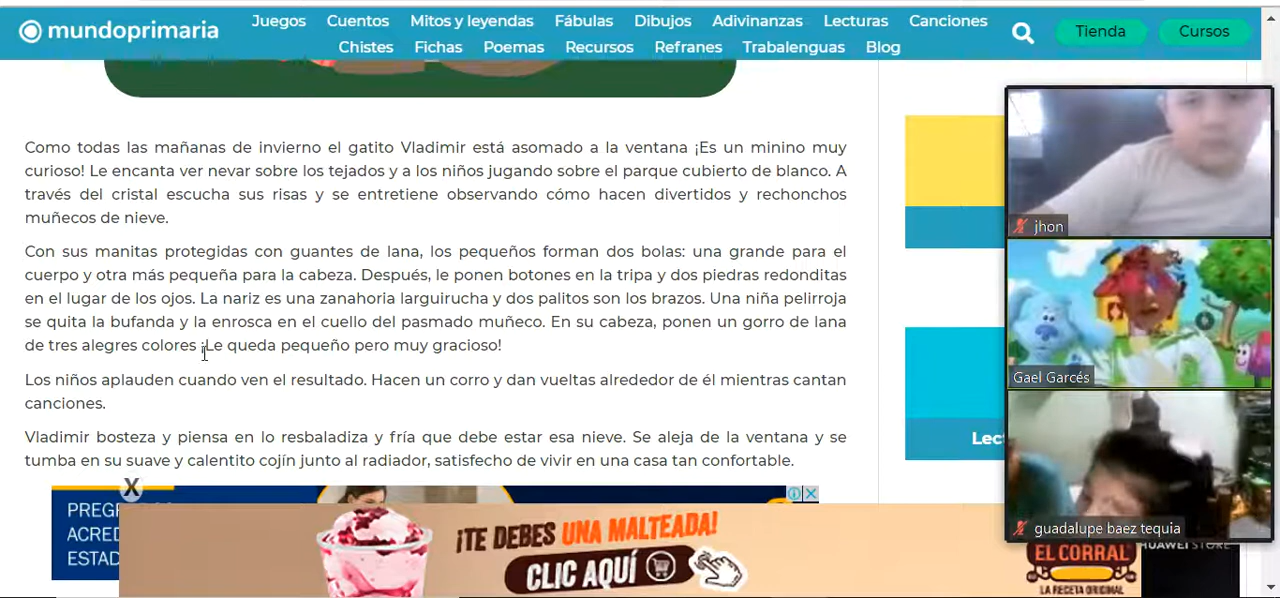 mundoprimaria
Juegos Cuentos Mitos y leyendas Fábulas Dibujos Adivinanzas Lecturas Canciones
Chistes Fichas Poemas Recursos Refranes Trabalenguas Blog
Tienda Cursos
Como todas las mañanas de invierno el gatito Vladimir está asomado a la ventana ¡Es un minino muy
curioso! Le encanta ver nevar sobre los tejados y a los niños jugando sobre el parque cubierto de blanco. A
través del cristal escucha sus risas y se entretiene observando cómo hacen divertidos y rechonchos
muñecos de nieve.
Con sus manitas protegidas con guantes de lana, los pequeños forman dos bolas: una grande para el
cuerpo y otra más pequeña para la cabeza. Después, le ponen botones en la tripa y dos piedras redonditas
en el lugar de los ojos. La nariz es una zanahoria larguirucha y dos palitos son los brazos. Una niña pelirroja
se quita la bufanda y la enrosca en el cuello del pasmado muñeco. En su cabeza, ponen un gorro de lana
de tres alegres colores ¡Le queda pequeño pero muy gracioso!
Los niños aplauden cuando ven el resultado. Hacen un corro y dan vueltas alrededor de él mientras cantan
canciones.
Vladimir bosteza y piensa en lo resbaladiza y fría que debe estar esa nieve. Se aleja de la ventana y se
tumba en su suave y calentito cojín junto al radiador, satisfecho de vivir en una casa tan confortable.
jhon
Gael Garcés
Lec
guadalupe baez tequia
X
PREG
ACRED
ESTAD
¡TE DEBES UNA MALTEADA!
CLIC AQUÍ
HUAWEI STORE
EL CORRAL
LA RECETA ORIGINAL